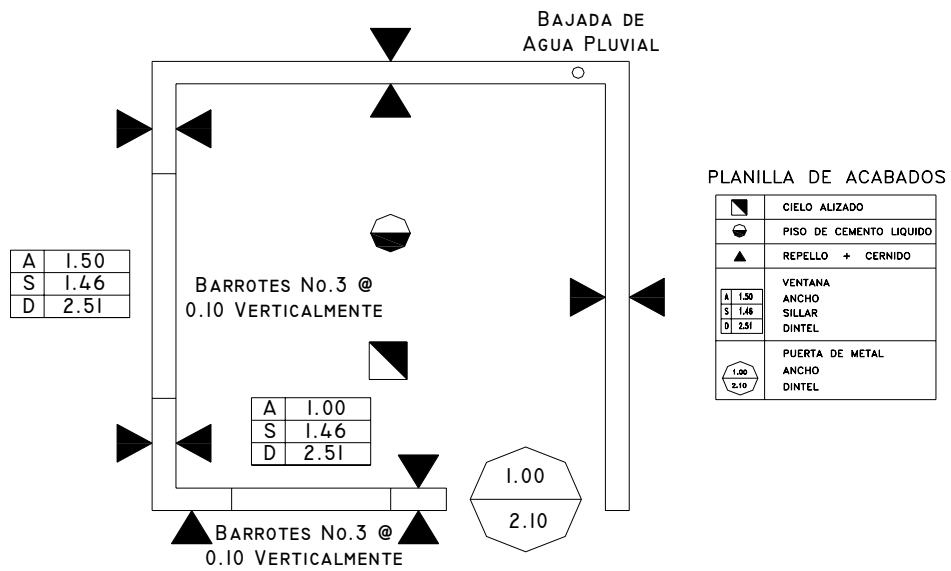 BAJADA DE
AGUA PLUVIAL
A 1.50
S 1.46
D 2.51
BARROTES No.3 @
0.10 VERTICALMENTE
A 1.00
S 1.46
D 2.51
1.00
2.10
BARROTES No.3 @
0.10 VERTICALMENTE
PLANILLA DE ACABADOS
CIELO ALIZADO
PISO DE CEMENTO LIQUIDO
REPELLO + CERNIDO
VENTANA
A 1.50 ANCHO
S 1.46 SILLAR
D 2.51 DINTEL
PUERTA DE METAL
1.00 ANCHO
2.10 DINTEL